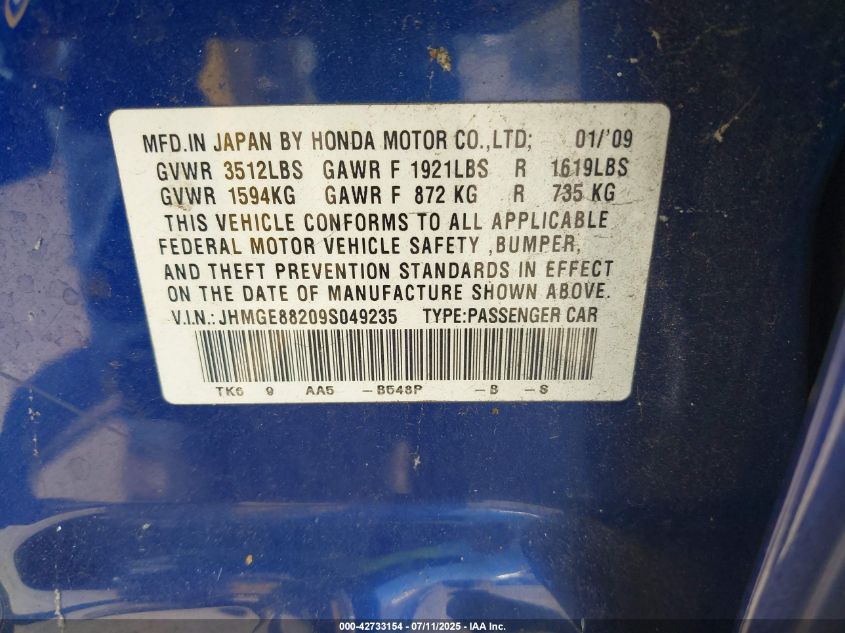 MFD.IN JAPAN BY HONDA MOTOR CO.,LTD; 01/'09
GVWR 3512LBS GAWR F 1921LBS R 1619LBS
GVWR 1594KG GAWR F 872 KG R 735 KG
THIS VEHICLE CONFORMS TO ALL APPLICABLE
FEDERAL MOTOR VEHICLE SAFETY ,BUMPER,
AND THEFT PREVENTION STANDARDS IN EFFECT
ON THE DATE OF MANUFACTURE SHOWN ABOVE.
V.I.N.: JHMGE88209S049235 TYPE:PASSENGER CAR
TK6 9 AA5 -B548P -B -S
000-42733154 - 07/11/2025 - IAA Inc.